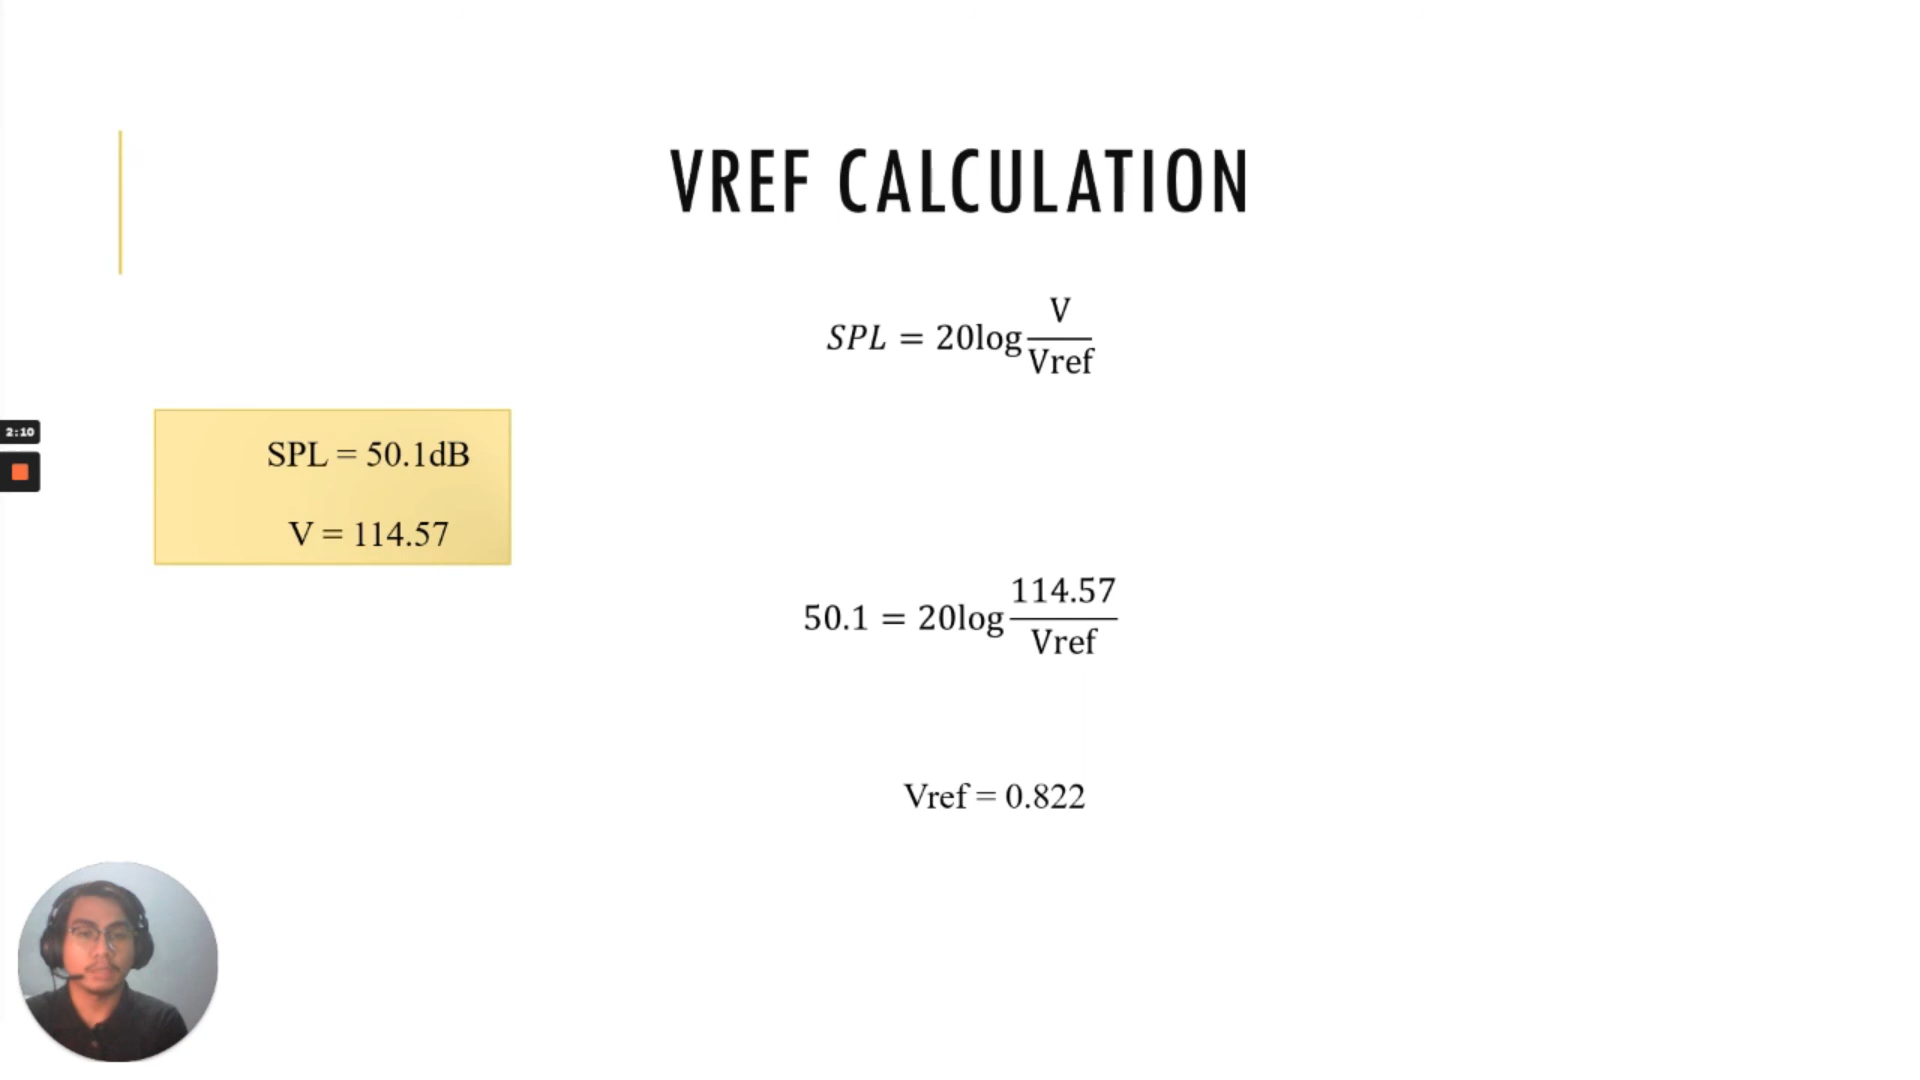 VREF CALCULATION
SPL = 20log V/Vref
2:10
SPL = 50.1dB
V = 114.57
50.1 = 20log 114.57/Vref
Vref = 0.822